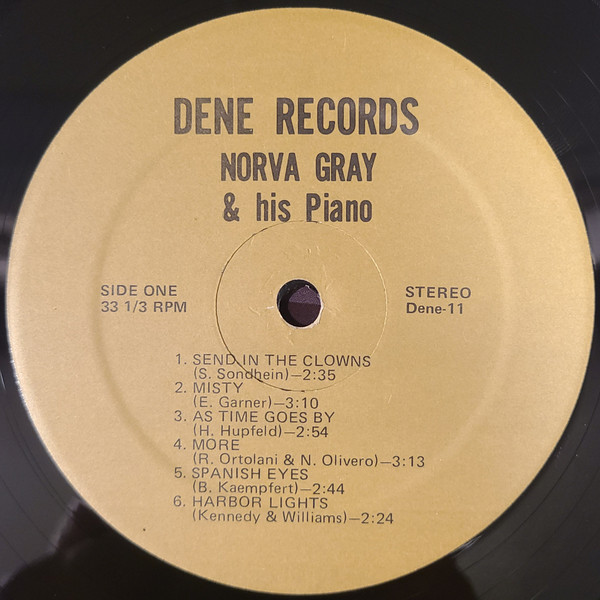 DENE RECORDS
NORVA GRAY
& his Piano
SIDE ONE
33 1/3 RPM
STEREO
Dene-11
1. SEND IN THE CLOWNS
(S. Sondhein)—2:35
2. MISTY
(E. Garner)—3:10
3. AS TIME GOES BY
(H. Hupfeld)—2:54
4. MORE
(R. Ortolani & N. Olivero)—3:13
5. SPANISH EYES
(B. Kaempfert)—2:44
6. HARBOR LIGHTS
(Kennedy & Williams)—2:24